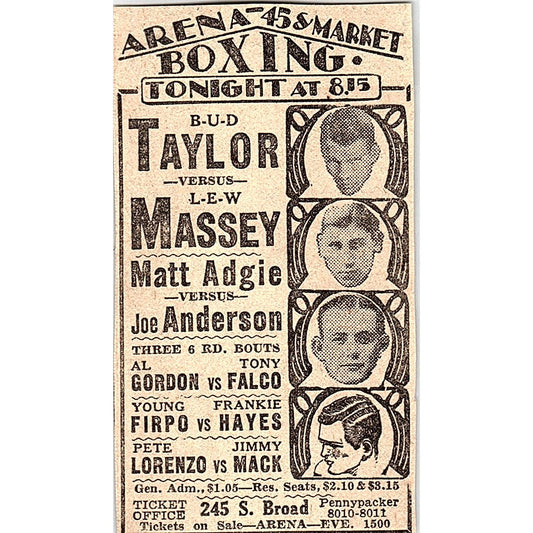 ARENA-45&MARKET
BOXING.
TONIGHT AT 8.15
B-U-D
TAYLOR
—VERSUS—
L-E-W
MASSEY
Matt Adgie
—VERSUS—
Joe Anderson
THREE 6 RD. BOUTS
AL TONY
GORDON vs FALCO
YOUNG FRANKIE
FIRPO vs HAYES
PETE JIMMY
LORENZO vs MACK
Gen. Adm., $1.05—Res. Seats, $2.10 & $3.15
TICKET OFFICE 245 S. Broad Pennypacker 8010-8011
Tickets on Sale—ARENA—EVE. 1500